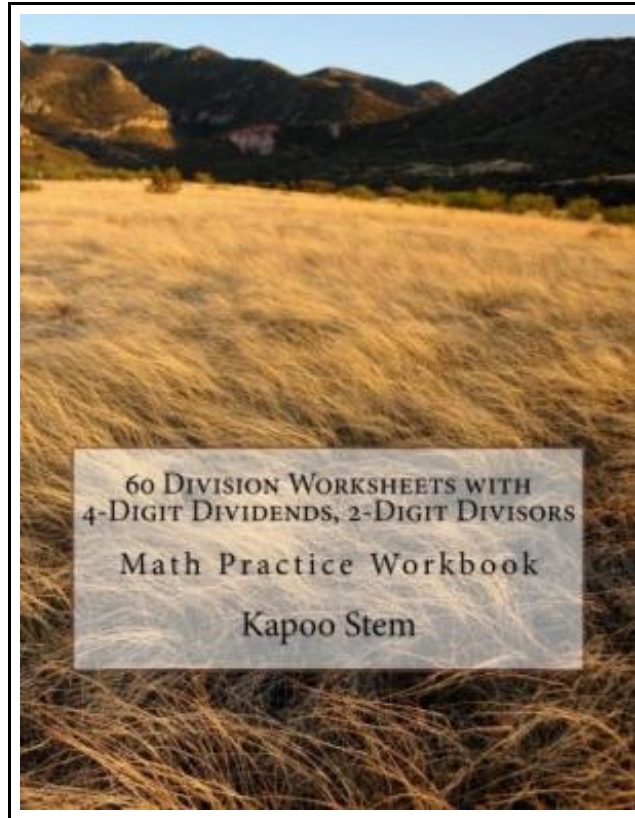 60 Division Worksheets with
4-Digit Dividends, 2-Digit Divisors
Math Practice Workbook
Kapoo Stem